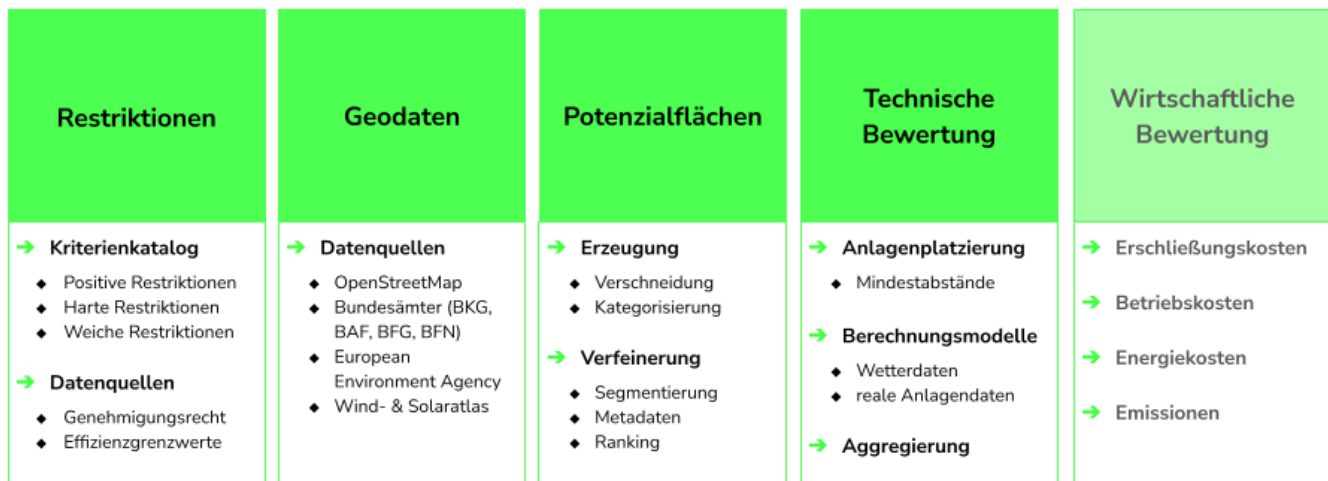 Restriktionen
Kriterienkatalog
Positive Restriktionen
Harte Restriktionen
Weiche Restriktionen
Datenquellen
Genehmigungsrecht
Effizienzgrenzwerte
Geodaten
Datenquellen
OpenStreetMap
Bundesämter (BKG,
BAF, BFG, BFN)
European
Environment Agency
Wind- & Solaratlas
Potenzialflächen
Erzeugung
Verschneidung
Kategorisierung
Verfeinerung
Segmentierung
Metadaten
Ranking
Technische
Bewertung
Anlagenplatzierung
Mindestabstände
Berechnungsmodelle
Wetterdaten
reale Anlagendaten
Aggregierung
Wirtschaftliche
Bewertung
Erschließungskosten
Betriebskosten
Energiekosten
Emissionen